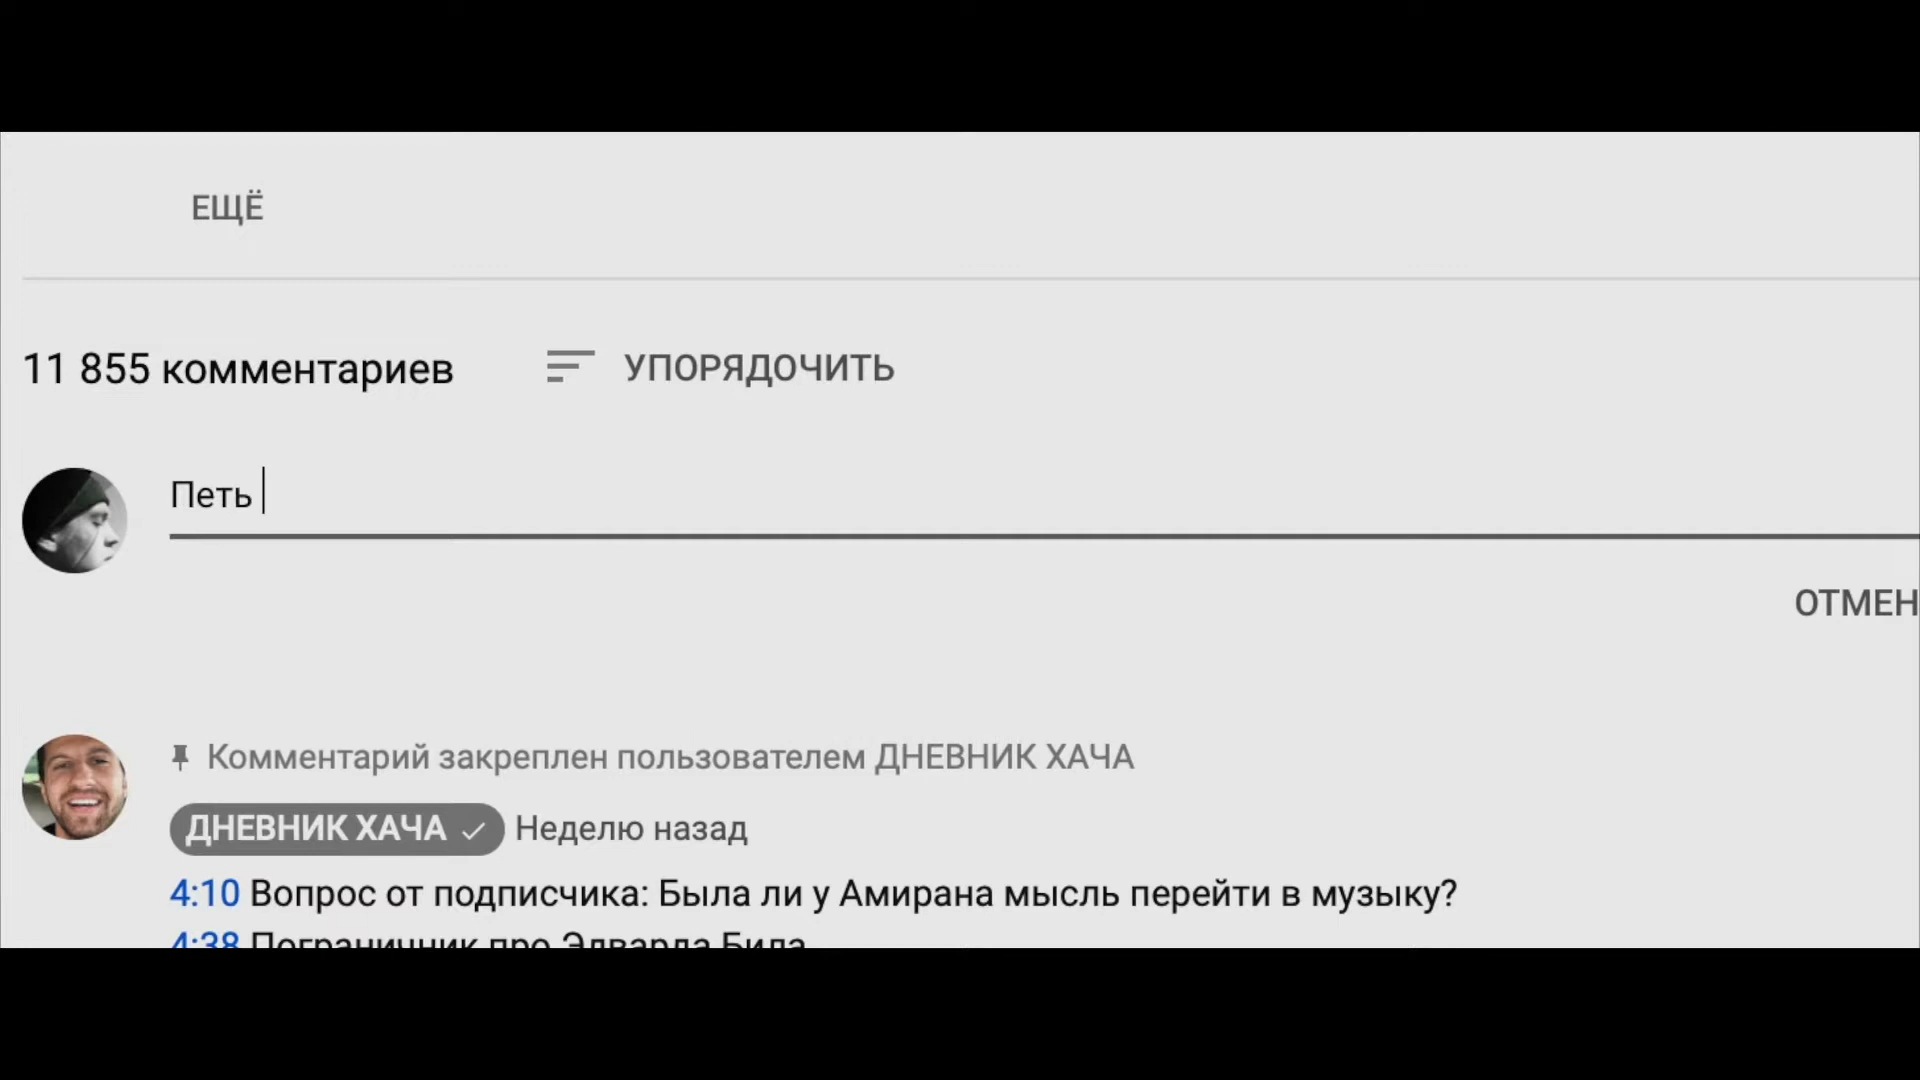 ЕЩЁ
11 855 комментариев УПОРЯДОЧИТЬ
Петь
ОТМЕН
Комментарий закреплен пользователем ДНЕВНИК ХАЧА
ДНЕВНИК ХАЧА Неделю назад
4:10 Вопрос от подписчика: Была ли у Амирана мысль перейти в музыку?
4:38 Пограничник про Эдварда Била